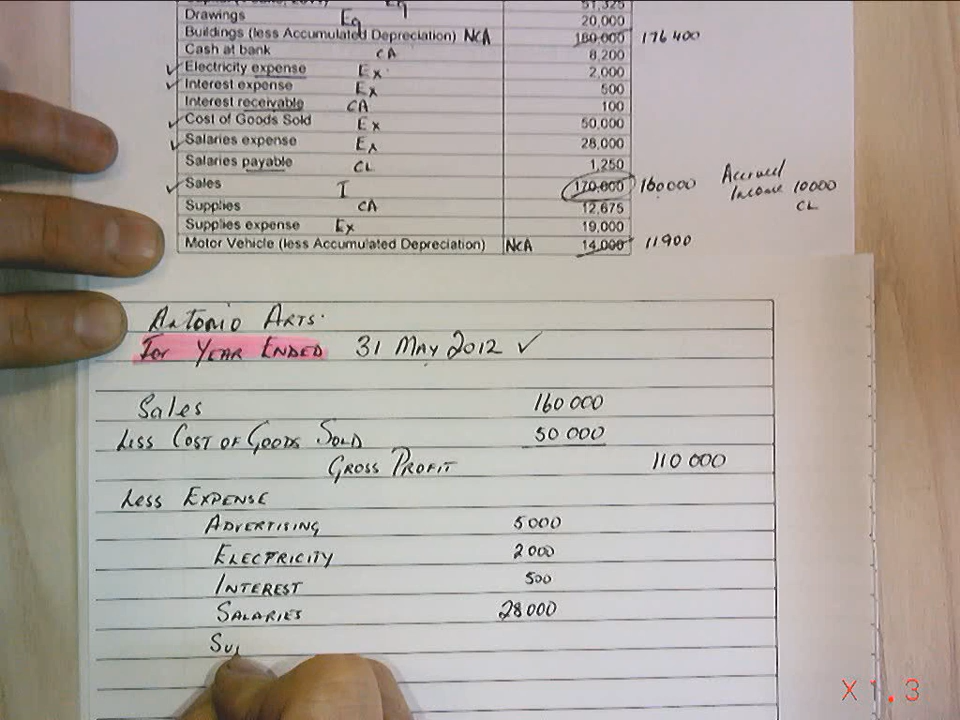 51,325
Drawings Eq 20,000
Buildings (less Accumulated Depreciation) NCA 180,000 176 400
Cash at bank CA 8,200
Electricity expense Ex 2,000
Interest expense Ex 500
Interest receivable CA 100
Cost of Goods Sold Ex 50,000
Salaries expense Ex 28,000
Salaries payable CL 1,250
Sales I 170,000 160000 Accrued
Income 10000
CL
Supplies CA 12,675
Supplies expense Ex 19,000
Motor Vehicle (less Accumulated Depreciation) NCA 14,000 11900
Antonio Arts.
For Year Ended 31 May 2012 ✓
Sales 160 000
Less Cost of Goods Sold 50 000
Gross Profit 110 000
Less Expense
Advertising 5000
Electricity 2000
Interest 500
Salaries 28000
Su
X1.3